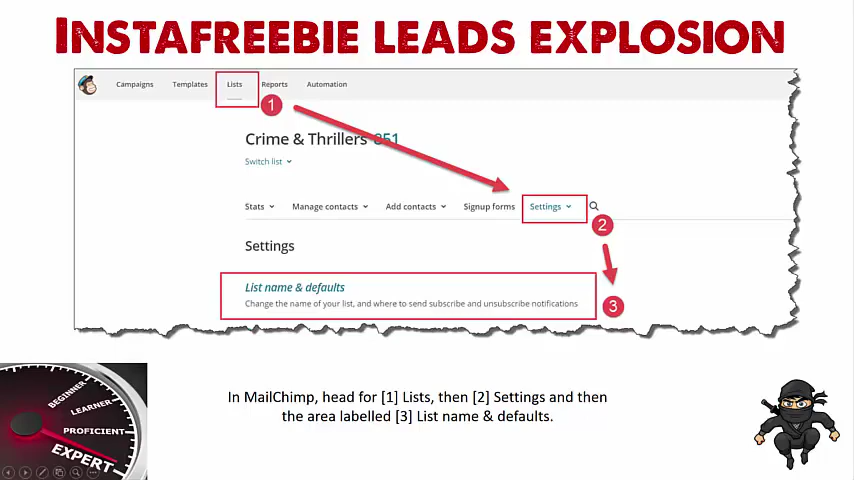 INSTAFREEBIE LEADS EXPLOSION
Campaigns Templates Lists Reports Automation
1
Crime & Thrillers 851
Switch list
Stats Manage contacts Add contacts Signup forms Settings
2
Settings
List name & defaults
Change the name of your list, and where to send subscribe and unsubscribe notifications
3
In MailChimp, head for [1] Lists, then [2] Settings and then
the area labelled [3] List name & defaults.
BEGINNER
LEARNER
PROFICIENT
EXPERT